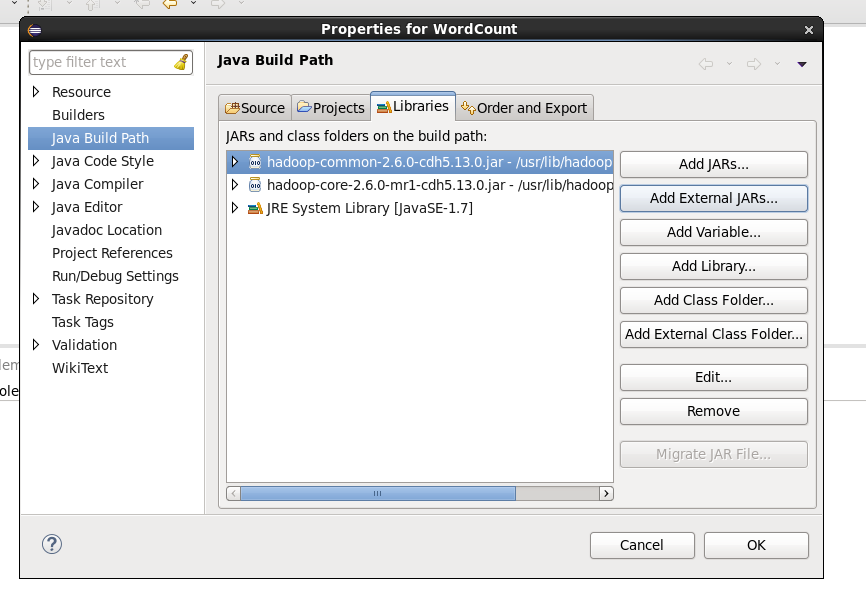 Properties for WordCount
type filter text
Resource
Builders
Java Build Path
Java Code Style
Java Compiler
Java Editor
Javadoc Location
Project References
Run/Debug Settings
Task Repository
Task Tags
Validation
WikiText
Java Build Path
Source Projects Libraries Order and Export
JARs and class folders on the build path:
hadoop-common-2.6.0-cdh5.13.0.jar - /usr/lib/hadoop
hadoop-core-2.6.0-mr1-cdh5.13.0.jar - /usr/lib/hadoop
JRE System Library [JavaSE-1.7]
Add JARs...
Add External JARs...
Add Variable...
Add Library...
Add Class Folder...
Add External Class Folder...
Edit...
Remove
Migrate JAR File...
Cancel OK